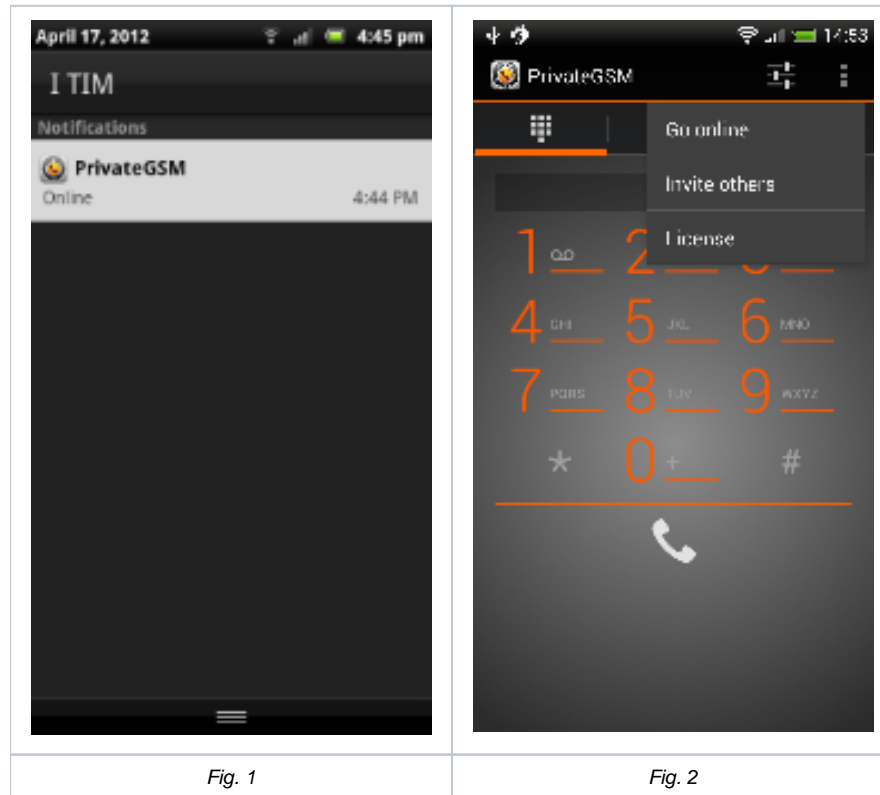 April 17, 2012 4:45 pm
I TIM
Notifications
PrivateGSM
Online 4:44 PM
Fig. 1
14:53
PrivateGSM
Go online
Invite others
License
1 2
4 GHI 5 JKL 6 MNO
7 PQRS 8 TUV 9 WXYZ
* 0 + #
Fig. 2